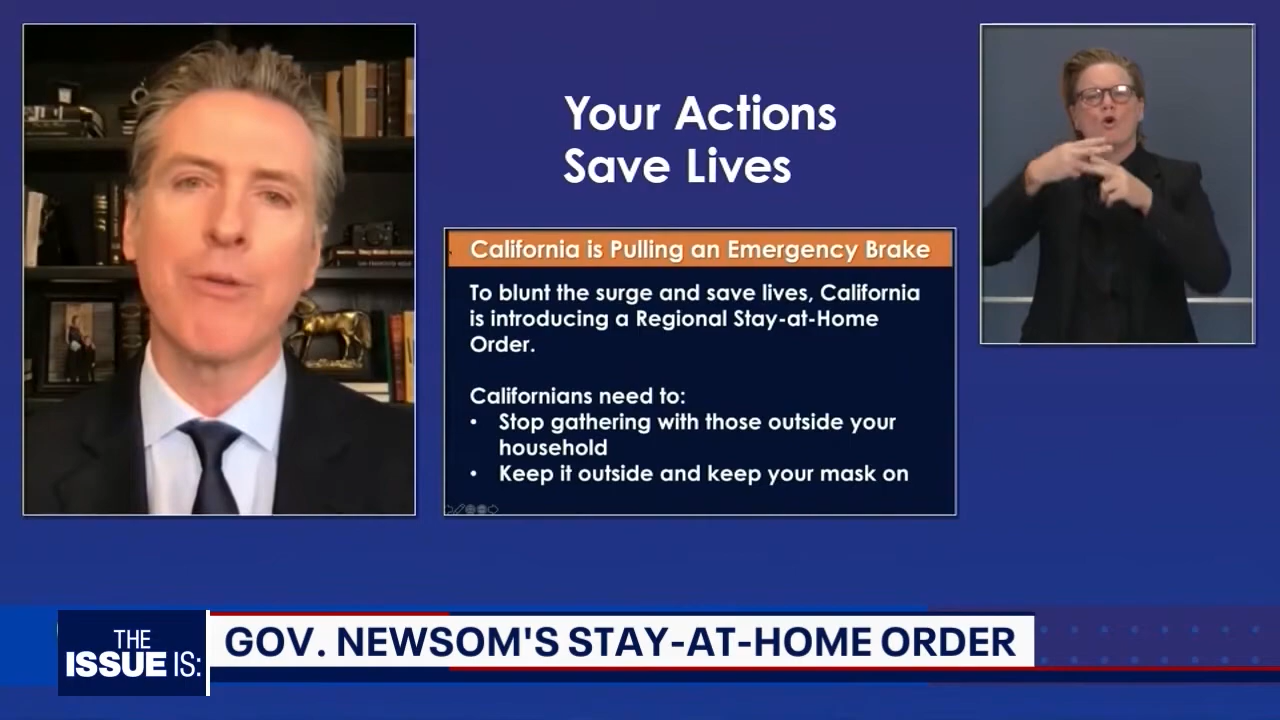 Your Actions
Save Lives
California is Pulling an Emergency Brake
To blunt the surge and save lives, California
is introducing a Regional Stay-at-Home
Order.
Californians need to:
• Stop gathering with those outside your
household
• Keep it outside and keep your mask on
THE
ISSUE IS:
GOV. NEWSOM'S STAY-AT-HOME ORDER